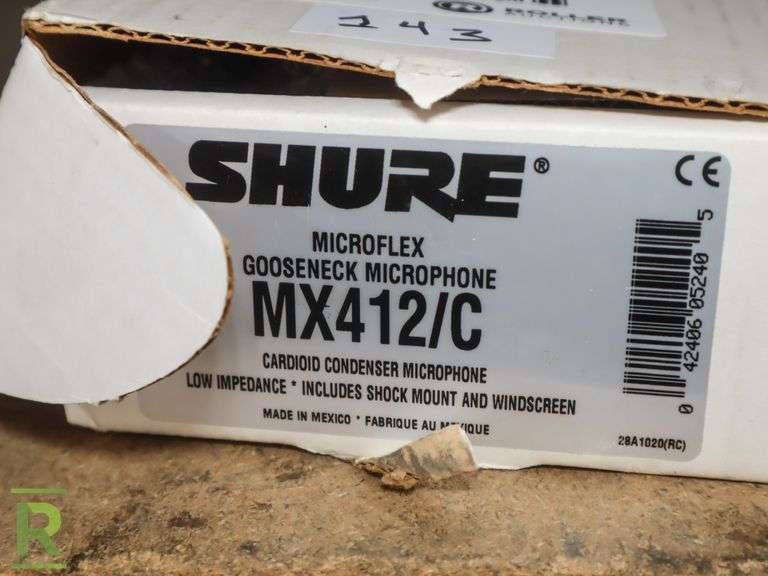 143
SHURE®
MICROFLEX
GOOSENECK MICROPHONE
MX412/C
CARDIOID CONDENSER MICROPHONE
LOW IMPEDANCE * INCLUDES SHOCK MOUNT AND WINDSCREEN
MADE IN MEXICO * FABRIQUE AU MEXIQUE
CE
0 42406 05240 5
28A1020(RC)
R